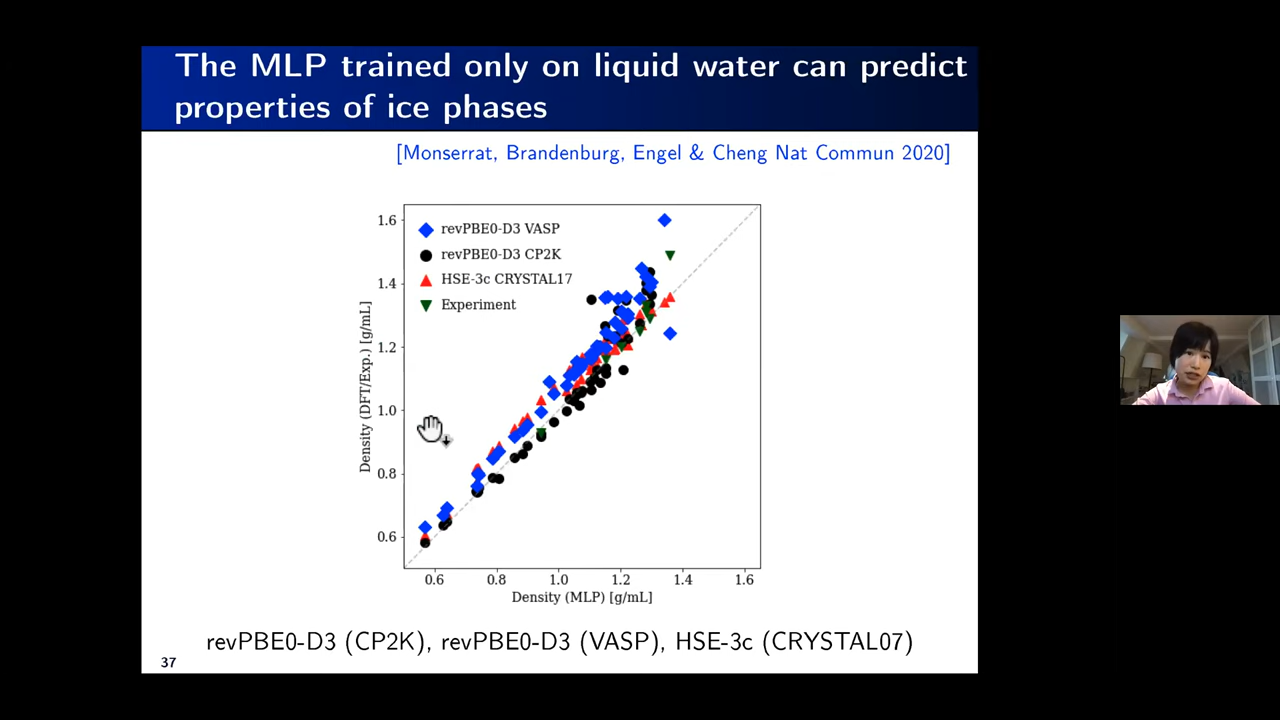 The MLP trained only on liquid water can predict
properties of ice phases
[Monserrat, Brandenburg, Engel & Cheng Nat Commun 2020]
revPBE0-D3 VASP
revPBE0-D3 CP2K
HSE-3c CRYSTAL17
Experiment
1.6
1.4
1.2
1.0
0.8
0.6
Density (DFT/Exp.) [g/mL]
0.6 0.8 1.0 1.2 1.4 1.6
Density (MLP) [g/mL]
revPBE0-D3 (CP2K), revPBE0-D3 (VASP), HSE-3c (CRYSTAL07)
37